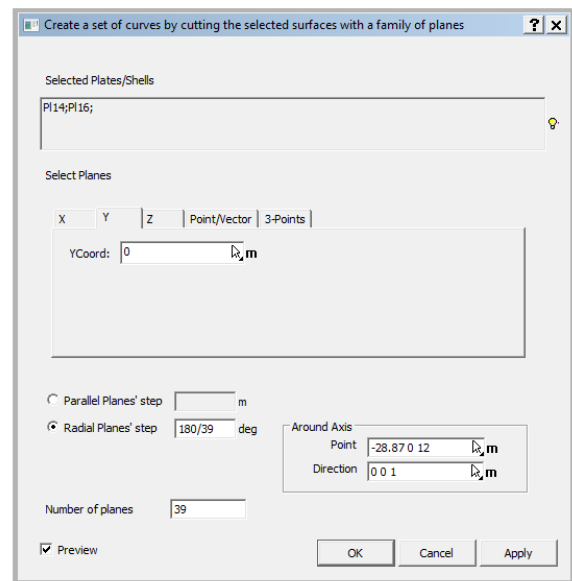 Create a set of curves by cutting the selected surfaces with a family of planes ? x
Selected Plates/Shells
Pl14;Pl16;
Select Planes
X Y Z Point/Vector 3-Points
YCoord: 0 m
Parallel Planes' step m
Radial Planes' step 180/39 deg
Around Axis
Point -28.87 0 12 m
Direction 0 0 1 m
Number of planes 39
Preview OK Cancel Apply